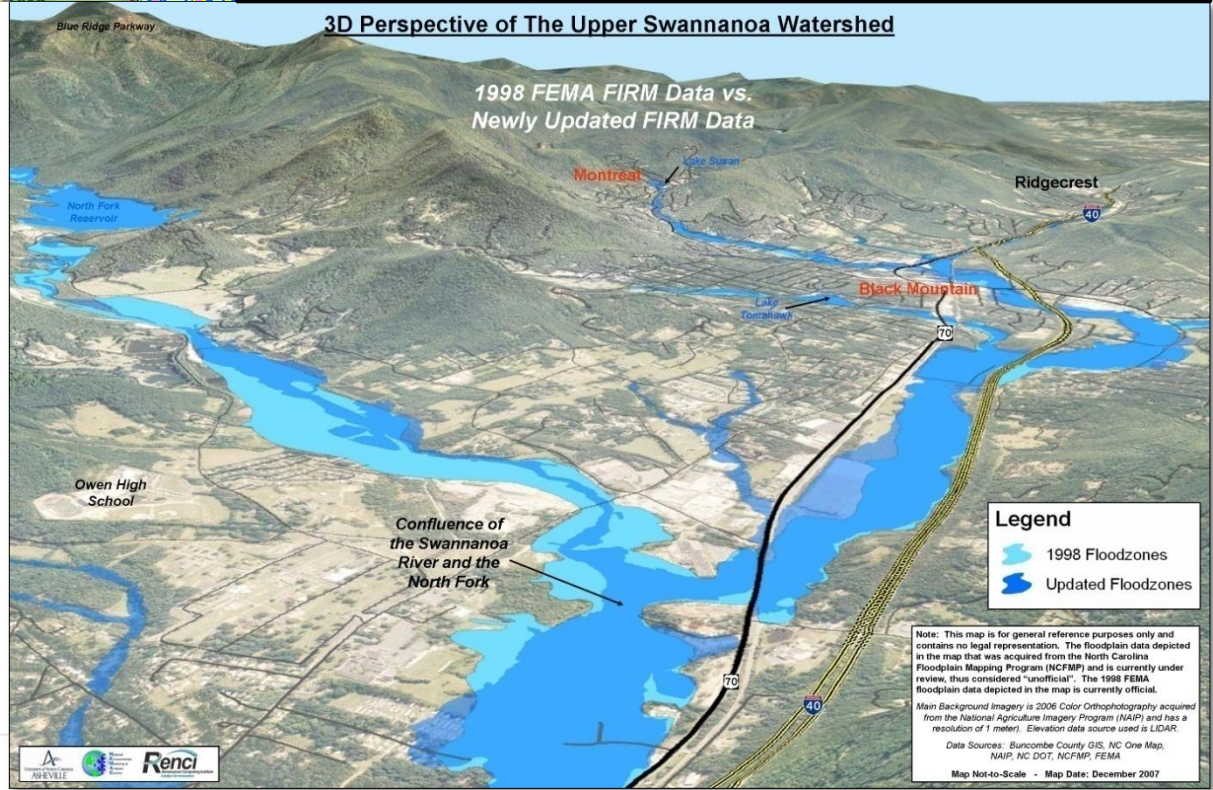 3D Perspective of The Upper Swannanoa Watershed
Blue Ridge Parkway
1998 FEMA FIRM Data vs.
Newly Updated FIRM Data
Lake Susan
Montreat
Ridgecrest
40
North Fork
Reservoir
Black Mountain
Lake
Tomahawk
70
Owen High
School
Confluence of
the Swannanoa
River and the
North Fork
Legend
1998 Floodzones
Updated Floodzones
70
40
Note: This map is for general reference purposes only and
contains no legal representation. The floodplain data depicted
in the map that was acquired from the North Carolina
Floodplain Mapping Program (NCFMP) and is currently under
review, thus considered "unofficial". The 1998 FEMA
floodplain data depicted in the map is currently official.
Main Background Imagery is 2006 Color Orthophotography acquired
from the National Agriculture Imagery Program (NAIP) and has a
resolution of 1 meter). Elevation data source used is LIDAR.
Data Sources: Buncombe County GIS, NC One Map,
NAIP, NC DOT, NCFMP, FEMA
Map Not-to-Scale - Map Date: December 2007
ASHEVILLE
Renci